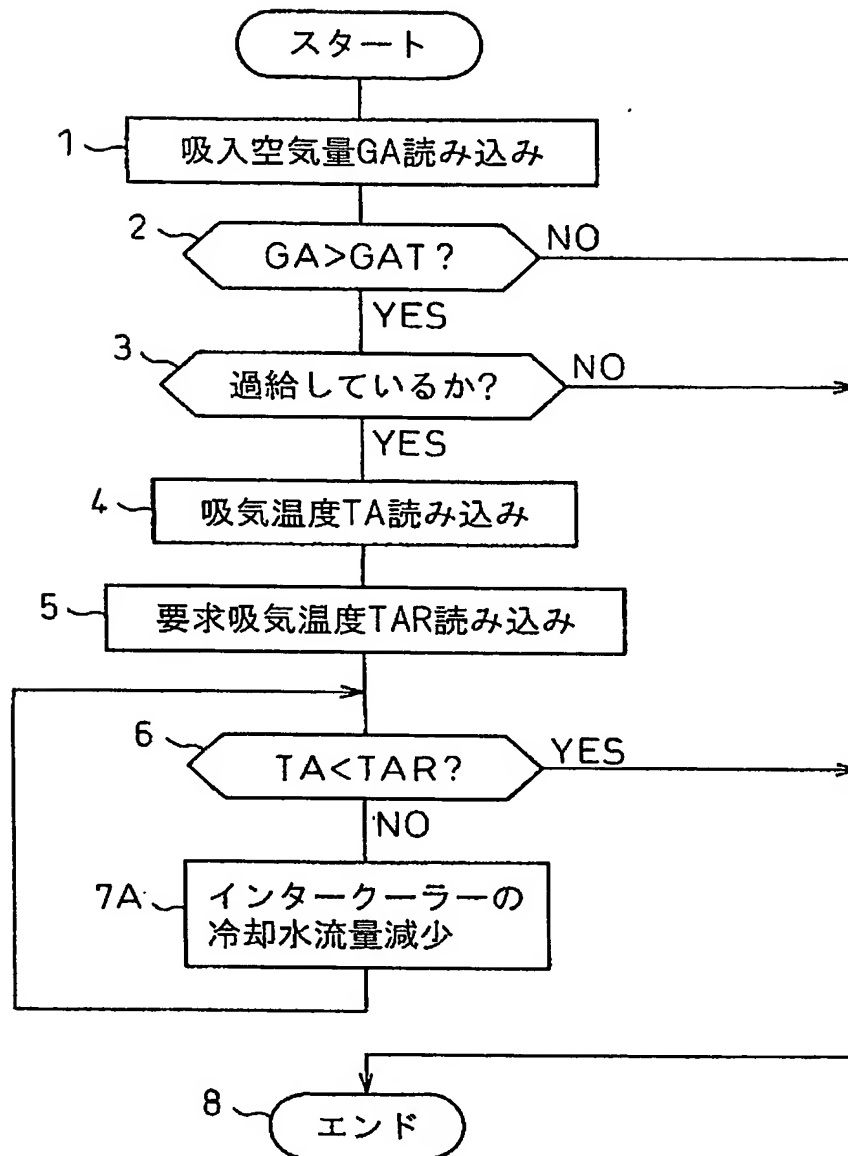 スタート
1
吸入空気量GA読み込み
2
GA>GAT?
NO
YES
3
過給しているか?
NO
YES
4
吸気温度TA読み込み
5
要求吸気温度TAR読み込み
6
TA<TAR?
YES
NO
7A
インタークーラーの
冷却水流量減少
8
エンド